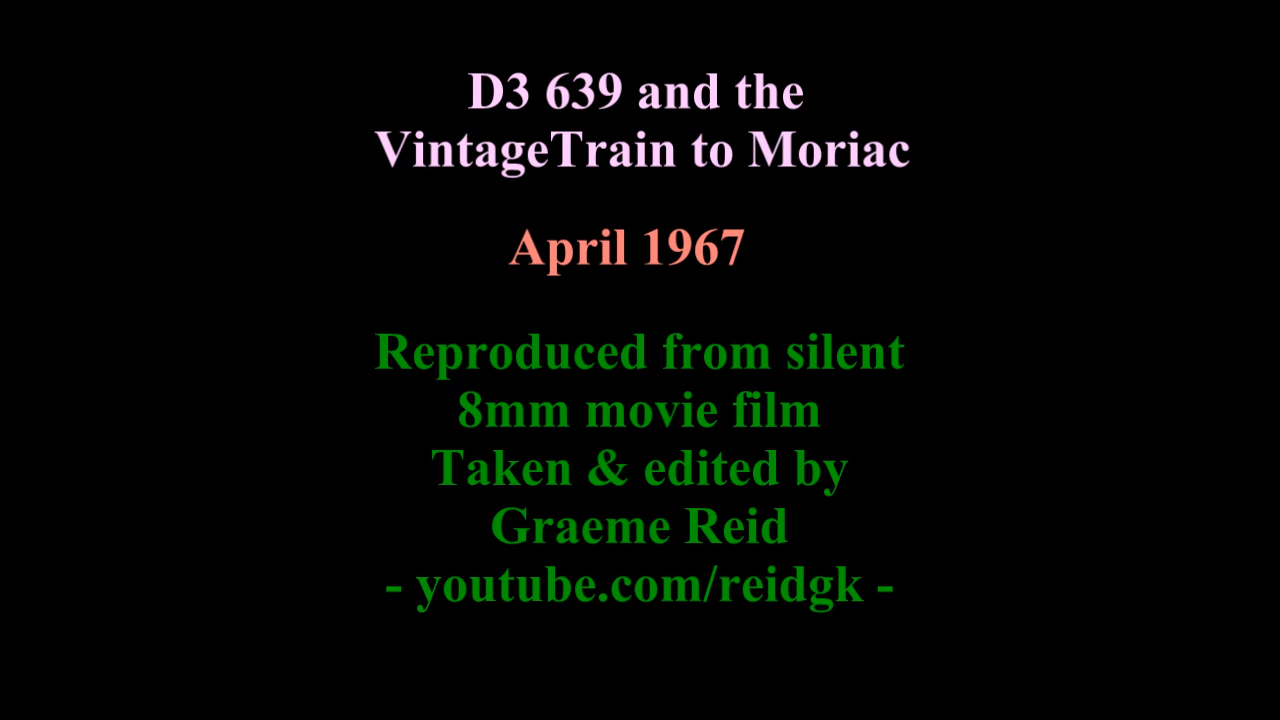 D3 639 and the
VintageTrain to Moriac
April 1967
Reproduced from silent
8mm movie film
Taken & edited by
Graeme Reid
- youtube.com/reidgk -